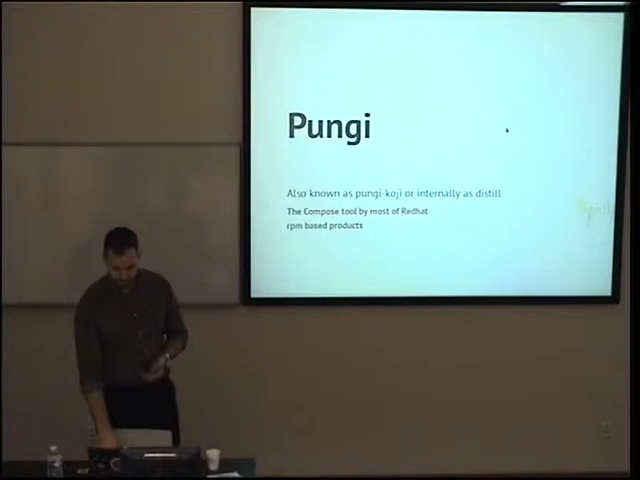 Pungi
Also known as pungi-koji or internally as distill
The Compose tool by most of Redhat
rpm based products